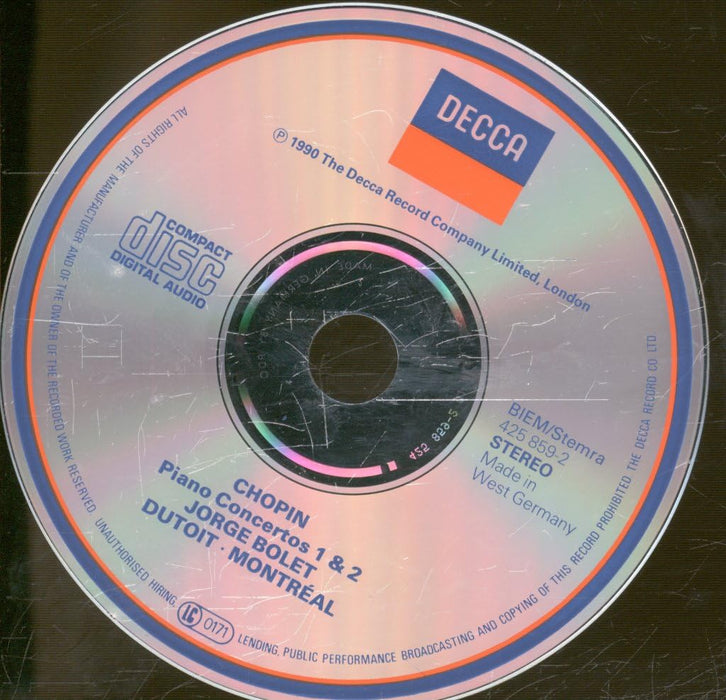 DECCA
℗ 1990 The Decca Record Company Limited, London
COMPACT
disc
DIGITAL AUDIO
BIEM/Stemra
425 859-2
STEREO
Made in
West Germany
CHOPIN
Piano Concertos 1 & 2
JORGE BOLET
DUTOIT · MONTRÉAL
ALL RIGHTS OF THE MANUFACTURER AND OF THE OWNER OF THE RECORDED WORK RESERVED. UNAUTHORISED HIRING, LENDING, PUBLIC PERFORMANCE BROADCASTING AND COPYING OF THIS RECORD PROHIBITED. THE DECCA RECORD CO LTD
LC 0171
MADE IN GERMANY